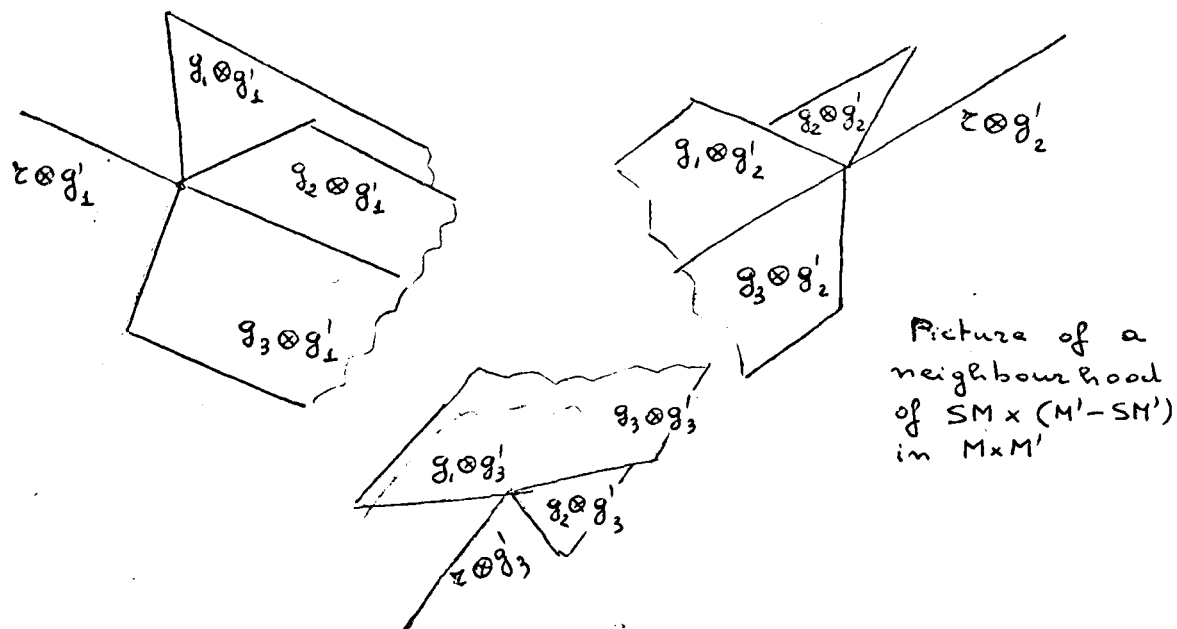 g₁ ⊗ g'₁
r ⊗ g'₁
g₂ ⊗ g'₁
g₃ ⊗ g'₁
g₂ ⊗ g'₂
r ⊗ g'₂
g₁ ⊗ g'₂
g₃ ⊗ g'₂
g₃ ⊗ g'₃
g₁ ⊗ g'₃
g₂ ⊗ g'₃
r ⊗ g'₃
Picture of a
neighbourhood
of SM × (M' - SM')
in M×M'